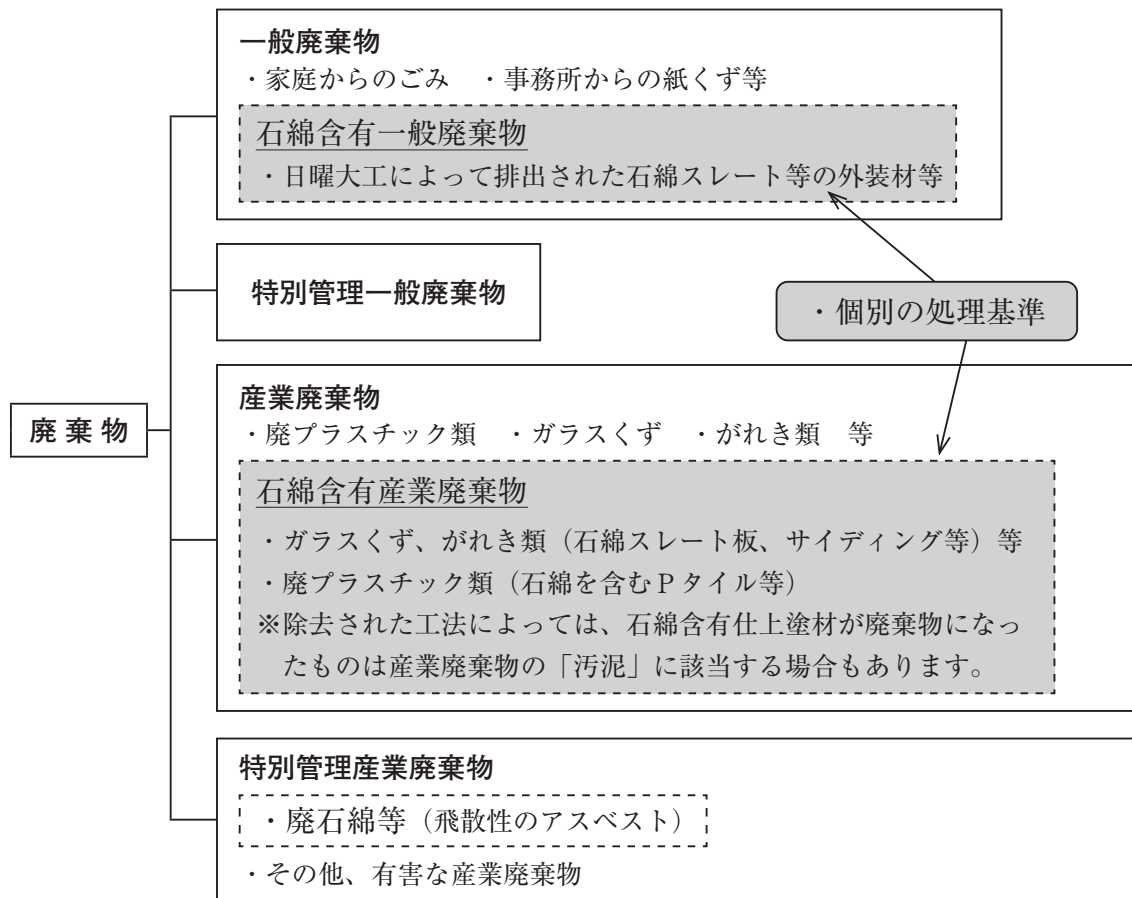 一般廃棄物
・家庭からのごみ　・事務所からの紙くず等
石綿含有一般廃棄物
・日曜大工によって排出された石綿スレート等の外装材等
特別管理一般廃棄物
・個別の処理基準
廃棄物
産業廃棄物
・廃プラスチック類　・ガラスくず　・がれき類　等
石綿含有産業廃棄物
・ガラスくず、がれき類（石綿スレート板、サイディング等）等
・廃プラスチック類（石綿を含むPタイル等）
※除去された工法によっては、石綿含有仕上塗材が廃棄物になっ
たものは産業廃棄物の「汚泥」に該当する場合もあります。
特別管理産業廃棄物
・廃石綿等（飛散性のアスベスト）
・その他、有害な産業廃棄物